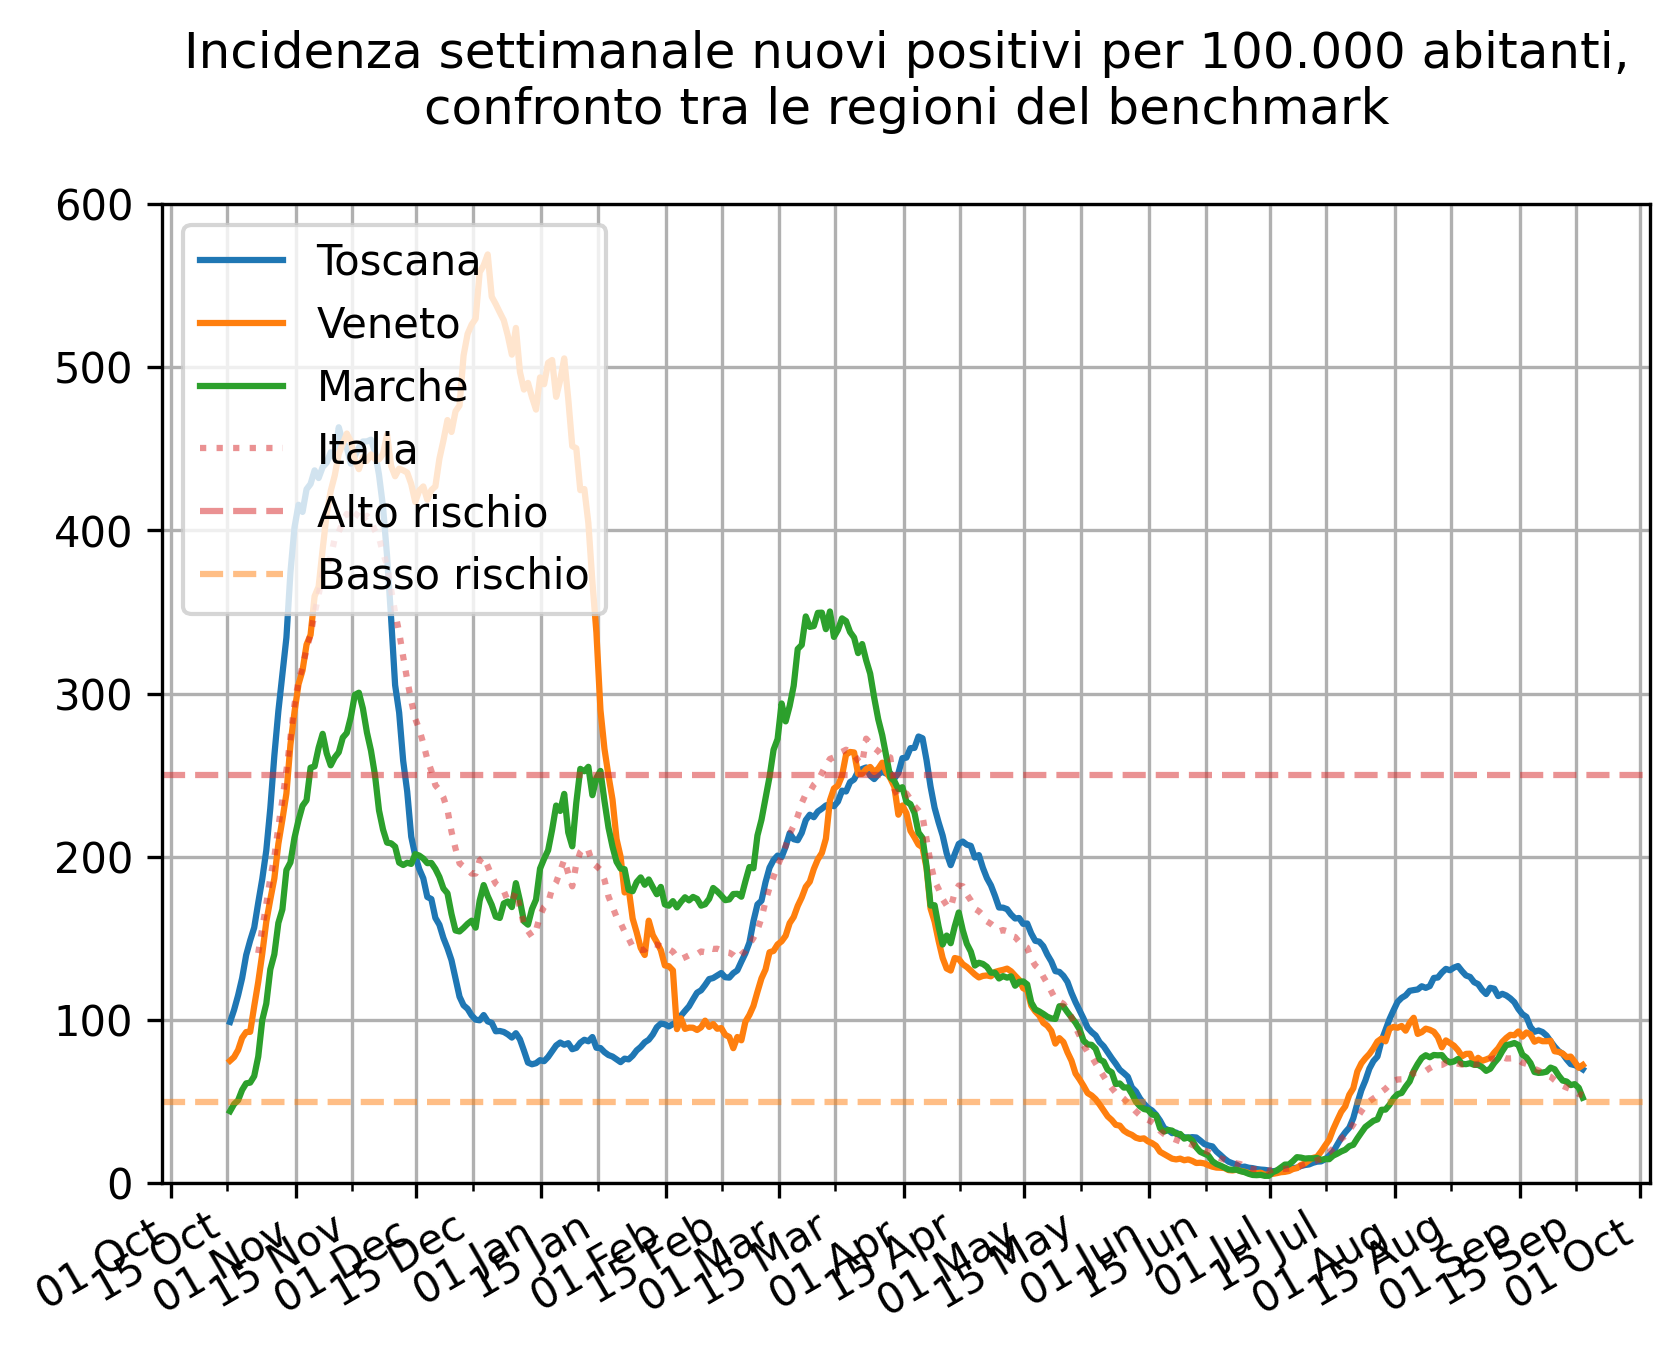 Incidenza settimanale nuovi positivi per 100.000 abitanti,
confronto tra le regioni del benchmark
600
500
400
300
200
100
0
Toscana
Veneto
Marche
Italia
Alto rischio
Basso rischio
01 Oct
15 Oct
01 Nov
15 Nov
01 Dec
15 Dec
01 Jan
15 Jan
01 Feb
15 Feb
01 Mar
15 Mar
01 Apr
15 Apr
01 May
15 May
01 Jun
15 Jun
01 Jul
15 Jul
01 Aug
15 Aug
01 Sep
15 Sep
01 Oct